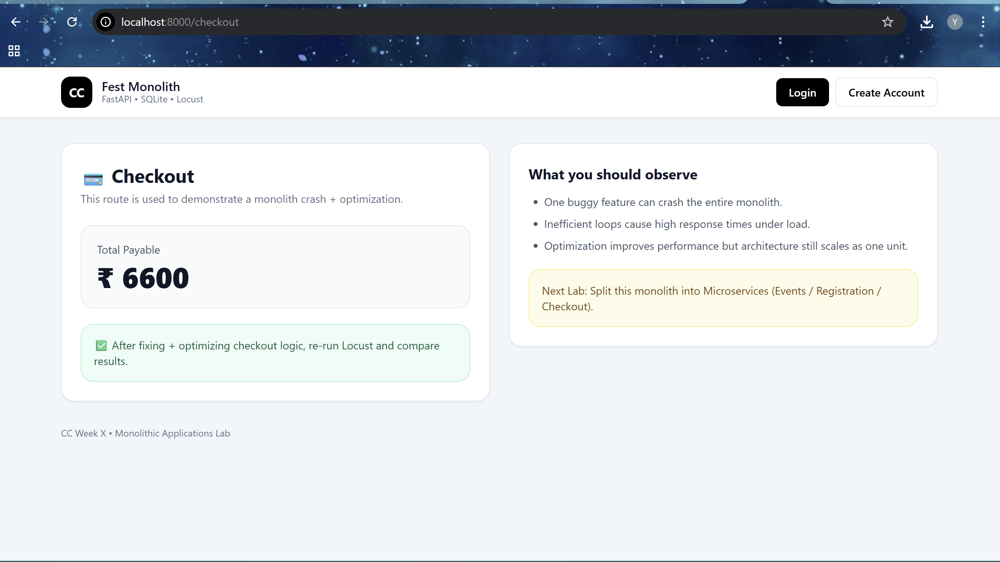 localhost:8000/checkout
Y
CC
Fest Monolith
FastAPI • SQLite • Locust
Login
Create Account
Checkout
This route is used to demonstrate a monolith crash + optimization.
Total Payable
₹ 6600
✅ After fixing + optimizing checkout logic, re-run Locust and compare
results.
What you should observe
• One buggy feature can crash the entire monolith.
• Inefficient loops cause high response times under load.
• Optimization improves performance but architecture still scales as one unit.
Next Lab: Split this monolith into Microservices (Events / Registration /
Checkout).
CC Week X • Monolithic Applications Lab